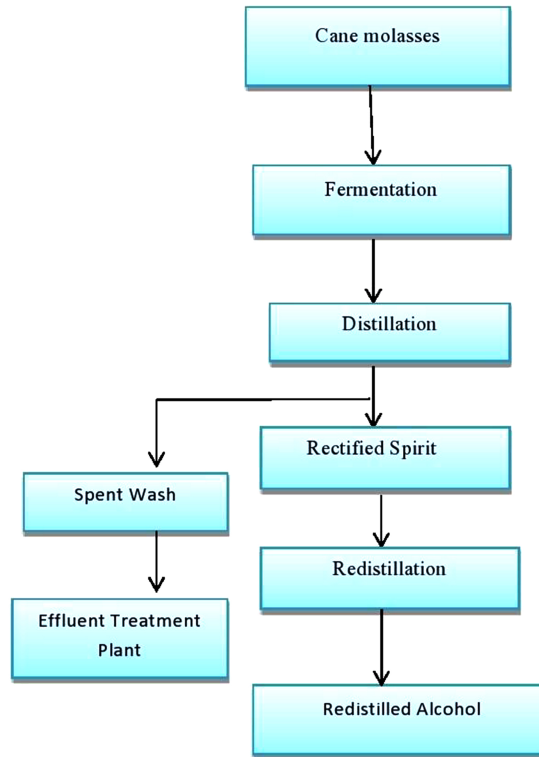 Cane molasses
Fermentation
Distillation
Rectified Spirit
Spent Wash
Redistillation
Effluent Treatment
Plant
Redistilled Alcohol